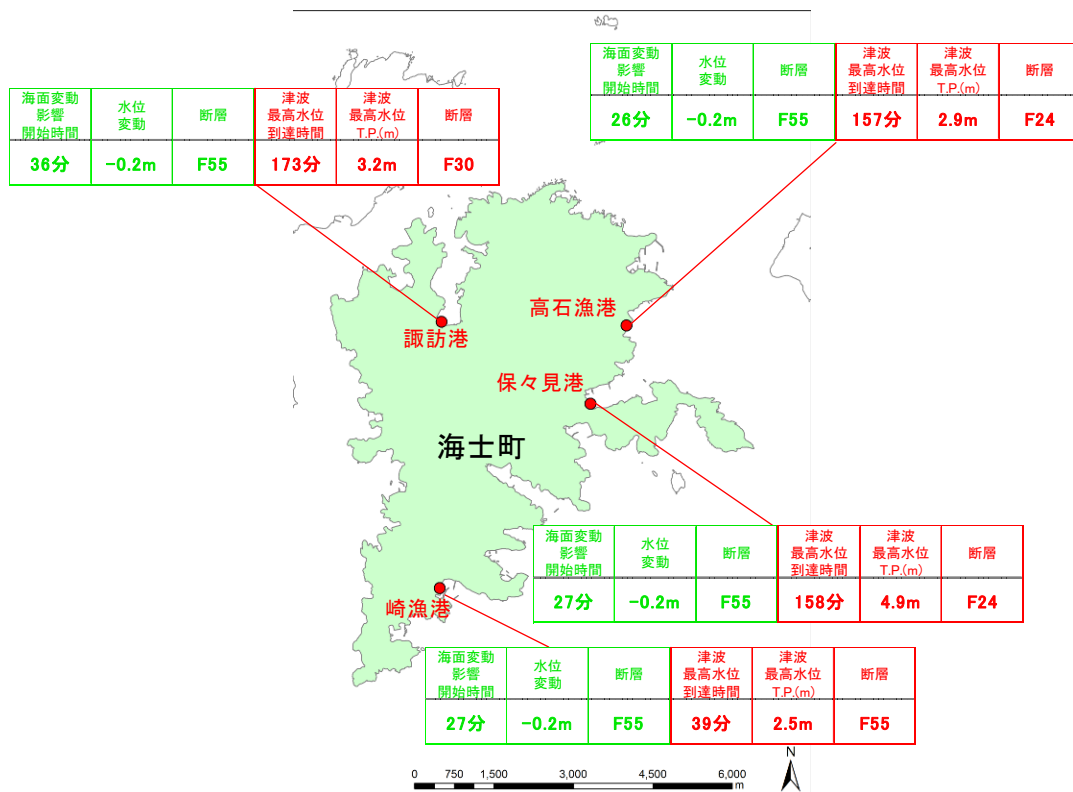 海面変動
影響
開始時間
水位
変動
断層
津波
最高水位
到達時間
津波
最高水位
T.P.(m)
断層
26分
-0.2m
F55
157分
2.9m
F24
海面変動
影響
開始時間
水位
変動
断層
津波
最高水位
到達時間
津波
最高水位
T.P.(m)
断層
36分
-0.2m
F55
173分
3.2m
F30
高石漁港
諏訪港
保々見港
海士町
海面変動
影響
開始時間
水位
変動
断層
津波
最高水位
到達時間
津波
最高水位
T.P.(m)
断層
27分
-0.2m
F55
158分
4.9m
F24
崎漁港
海面変動
影響
開始時間
水位
変動
断層
津波
最高水位
到達時間
津波
最高水位
T.P.(m)
断層
27分
-0.2m
F55
39分
2.5m
F55
N
0 750 1,500 3,000 4,500 6,000
m